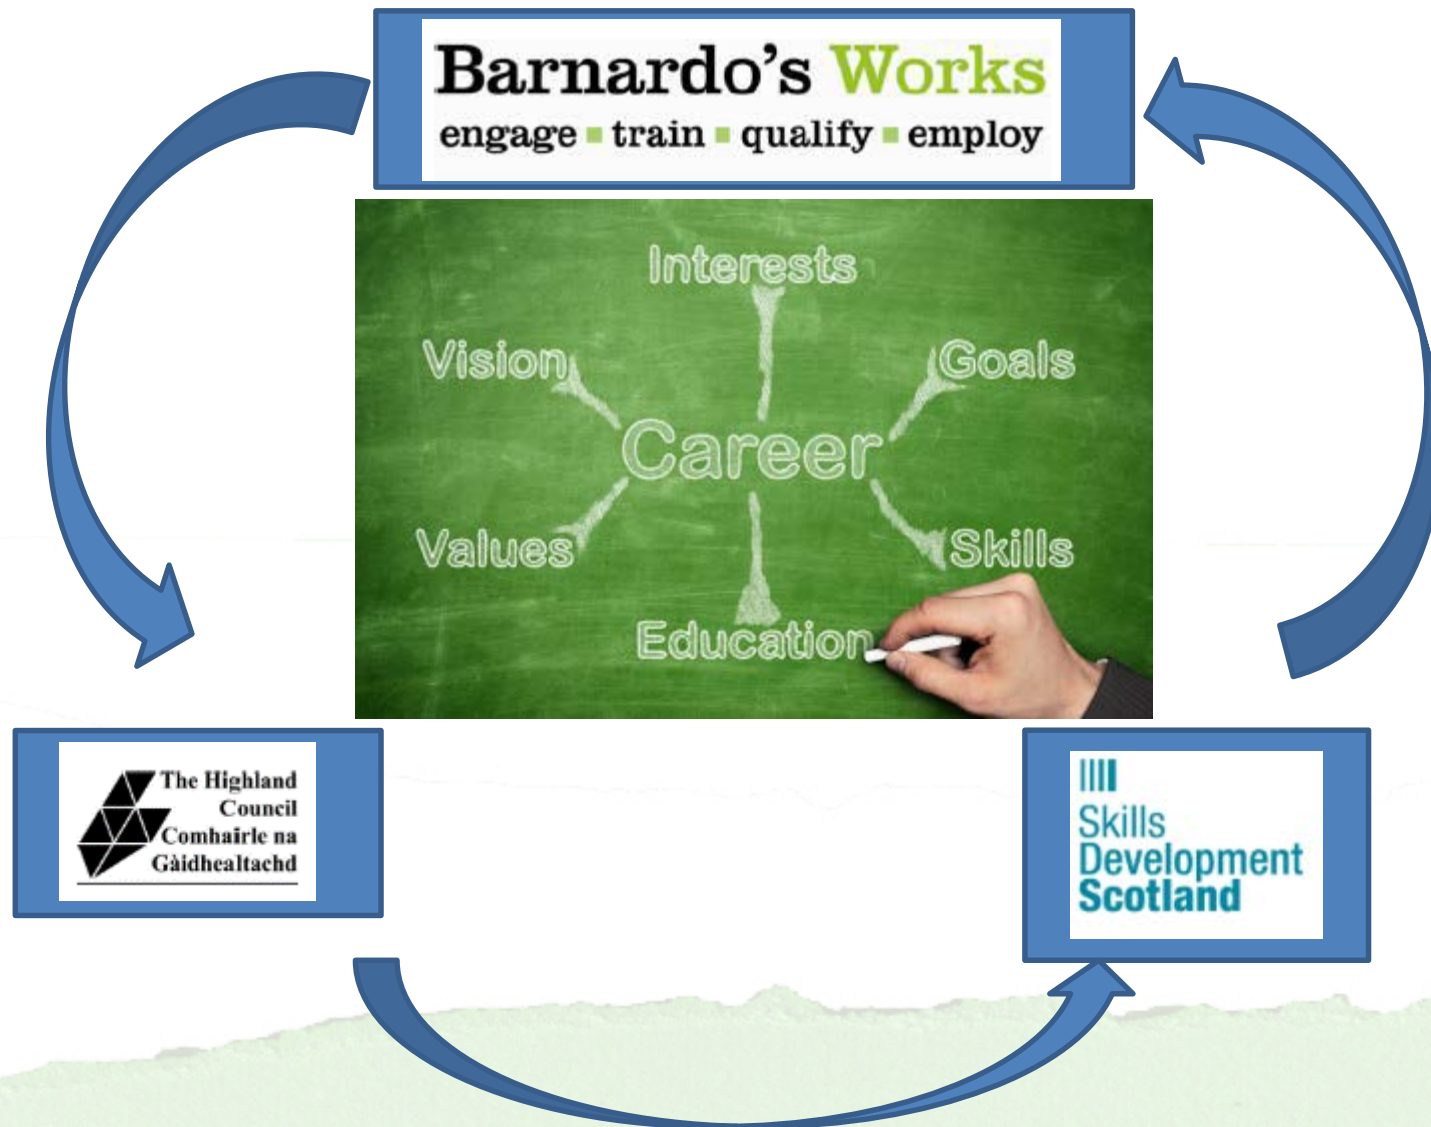 Barnardo's Works
engage ▪ train ▪ qualify ▪ employ
Interests
Vision
Goals
Career
Values
Skills
Education
The Highland
Council
Comhairle na
Gàidhealtachd
Skills
Development
Scotland